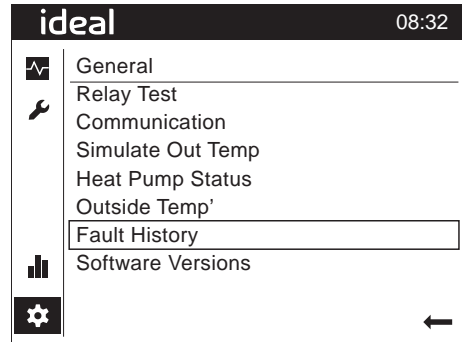 ideal 08:32
General
Relay Test
Communication
Simulate Out Temp
Heat Pump Status
Outside Temp'
Fault History
Software Versions